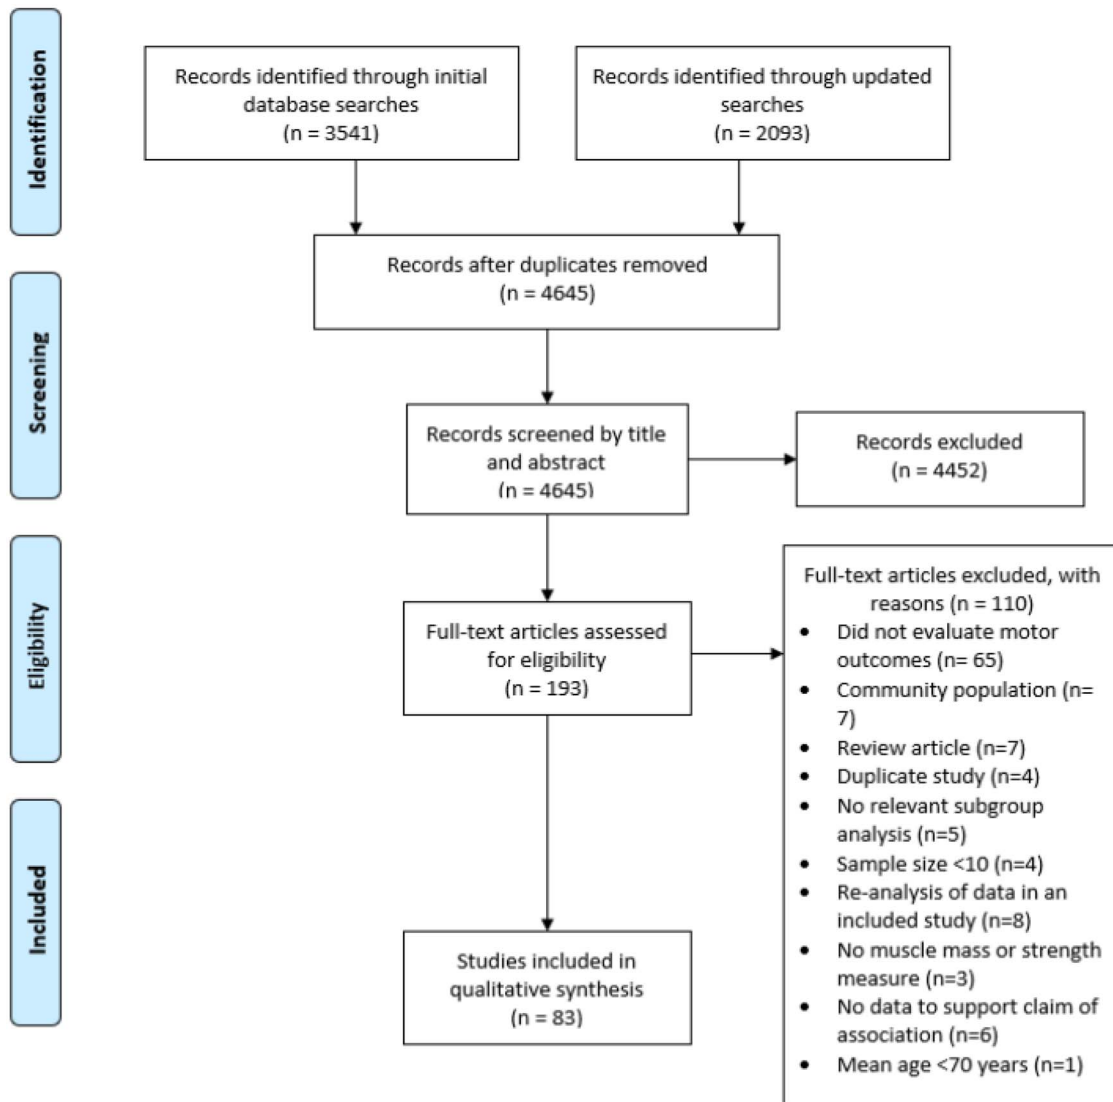 Identification
Records identified through initial
database searches
(n = 3541)
Records identified through updated
searches
(n = 2093)
Records after duplicates removed
(n = 4645)
Screening
Records screened by title
and abstract
(n = 4645)
Records excluded
(n = 4452)
Eligibility
Full-text articles assessed
for eligibility
(n = 193)
Full-text articles excluded, with
reasons (n = 110)
• Did not evaluate motor
outcomes (n= 65)
• Community population (n=
7)
• Review article (n=7)
• Duplicate study (n=4)
• No relevant subgroup
analysis (n=5)
• Sample size <10 (n=4)
• Re-analysis of data in an
included study (n=8)
• No muscle mass or strength
measure (n=3)
• No data to support claim of
association (n=6)
• Mean age <70 years (n=1)
Included
Studies included in
qualitative synthesis
(n = 83)